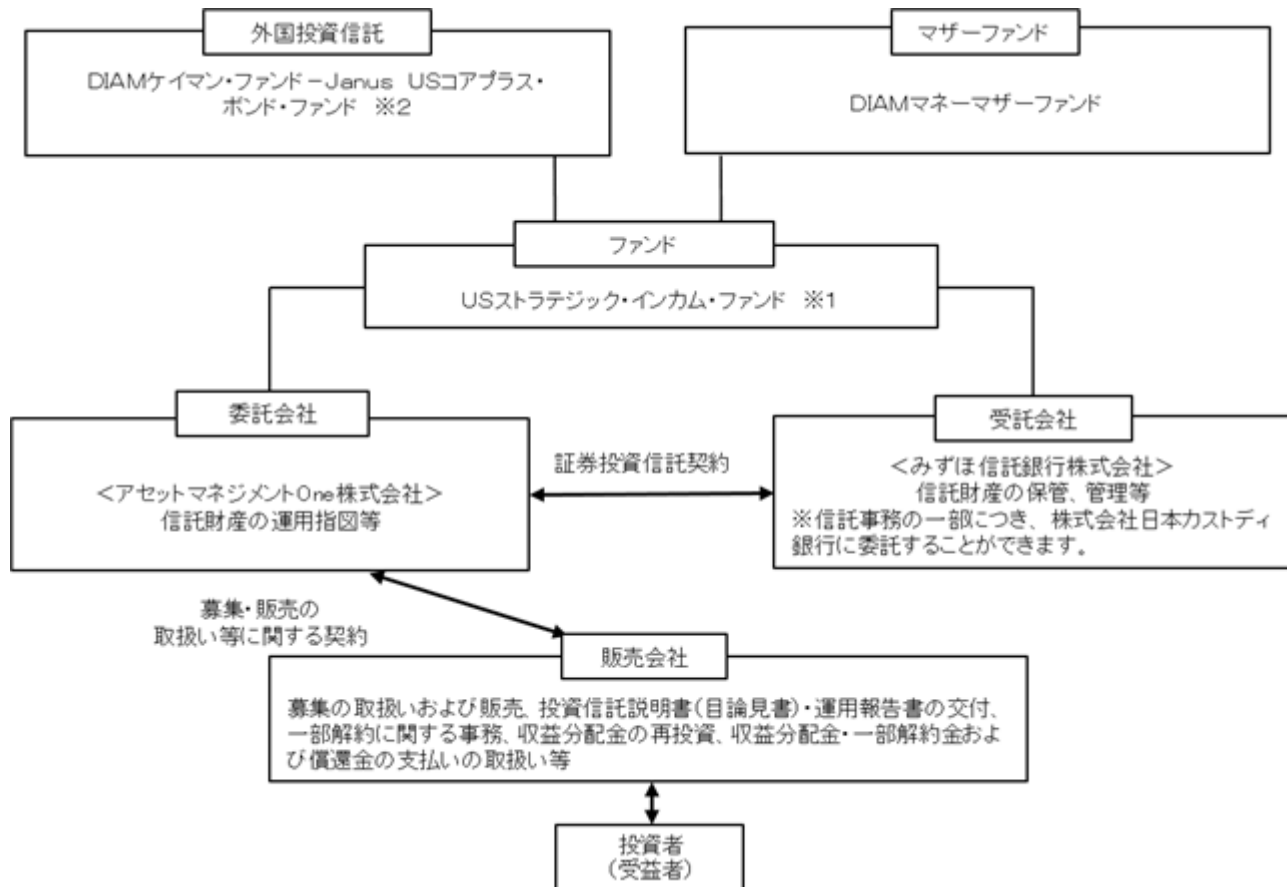 外国投資信託
DIAMケイマン・ファンド－Janus USコアプラス・
ボンド・ファンド ※2
マザーファンド
DIAMマネーマザーファンド
ファンド
USストラテジック・インカム・ファンド ※1
委託会社
＜アセットマネジメントOne株式会社＞
信託財産の運用指図等
証券投資信託契約
受託会社
＜みずほ信託銀行株式会社＞
信託財産の保管、管理等
※信託事務の一部につき、株式会社日本カストディ
銀行に委託することができます。
募集・販売の
取扱い等に関する契約
販売会社
募集の取扱いおよび販売、投資信託説明書（目論見書）・運用報告書の交付、
一部解約に関する事務、収益分配金の再投資、収益分配金・一部解約金およ
び償還金の支払いの取扱い等
投資者
（受益者）